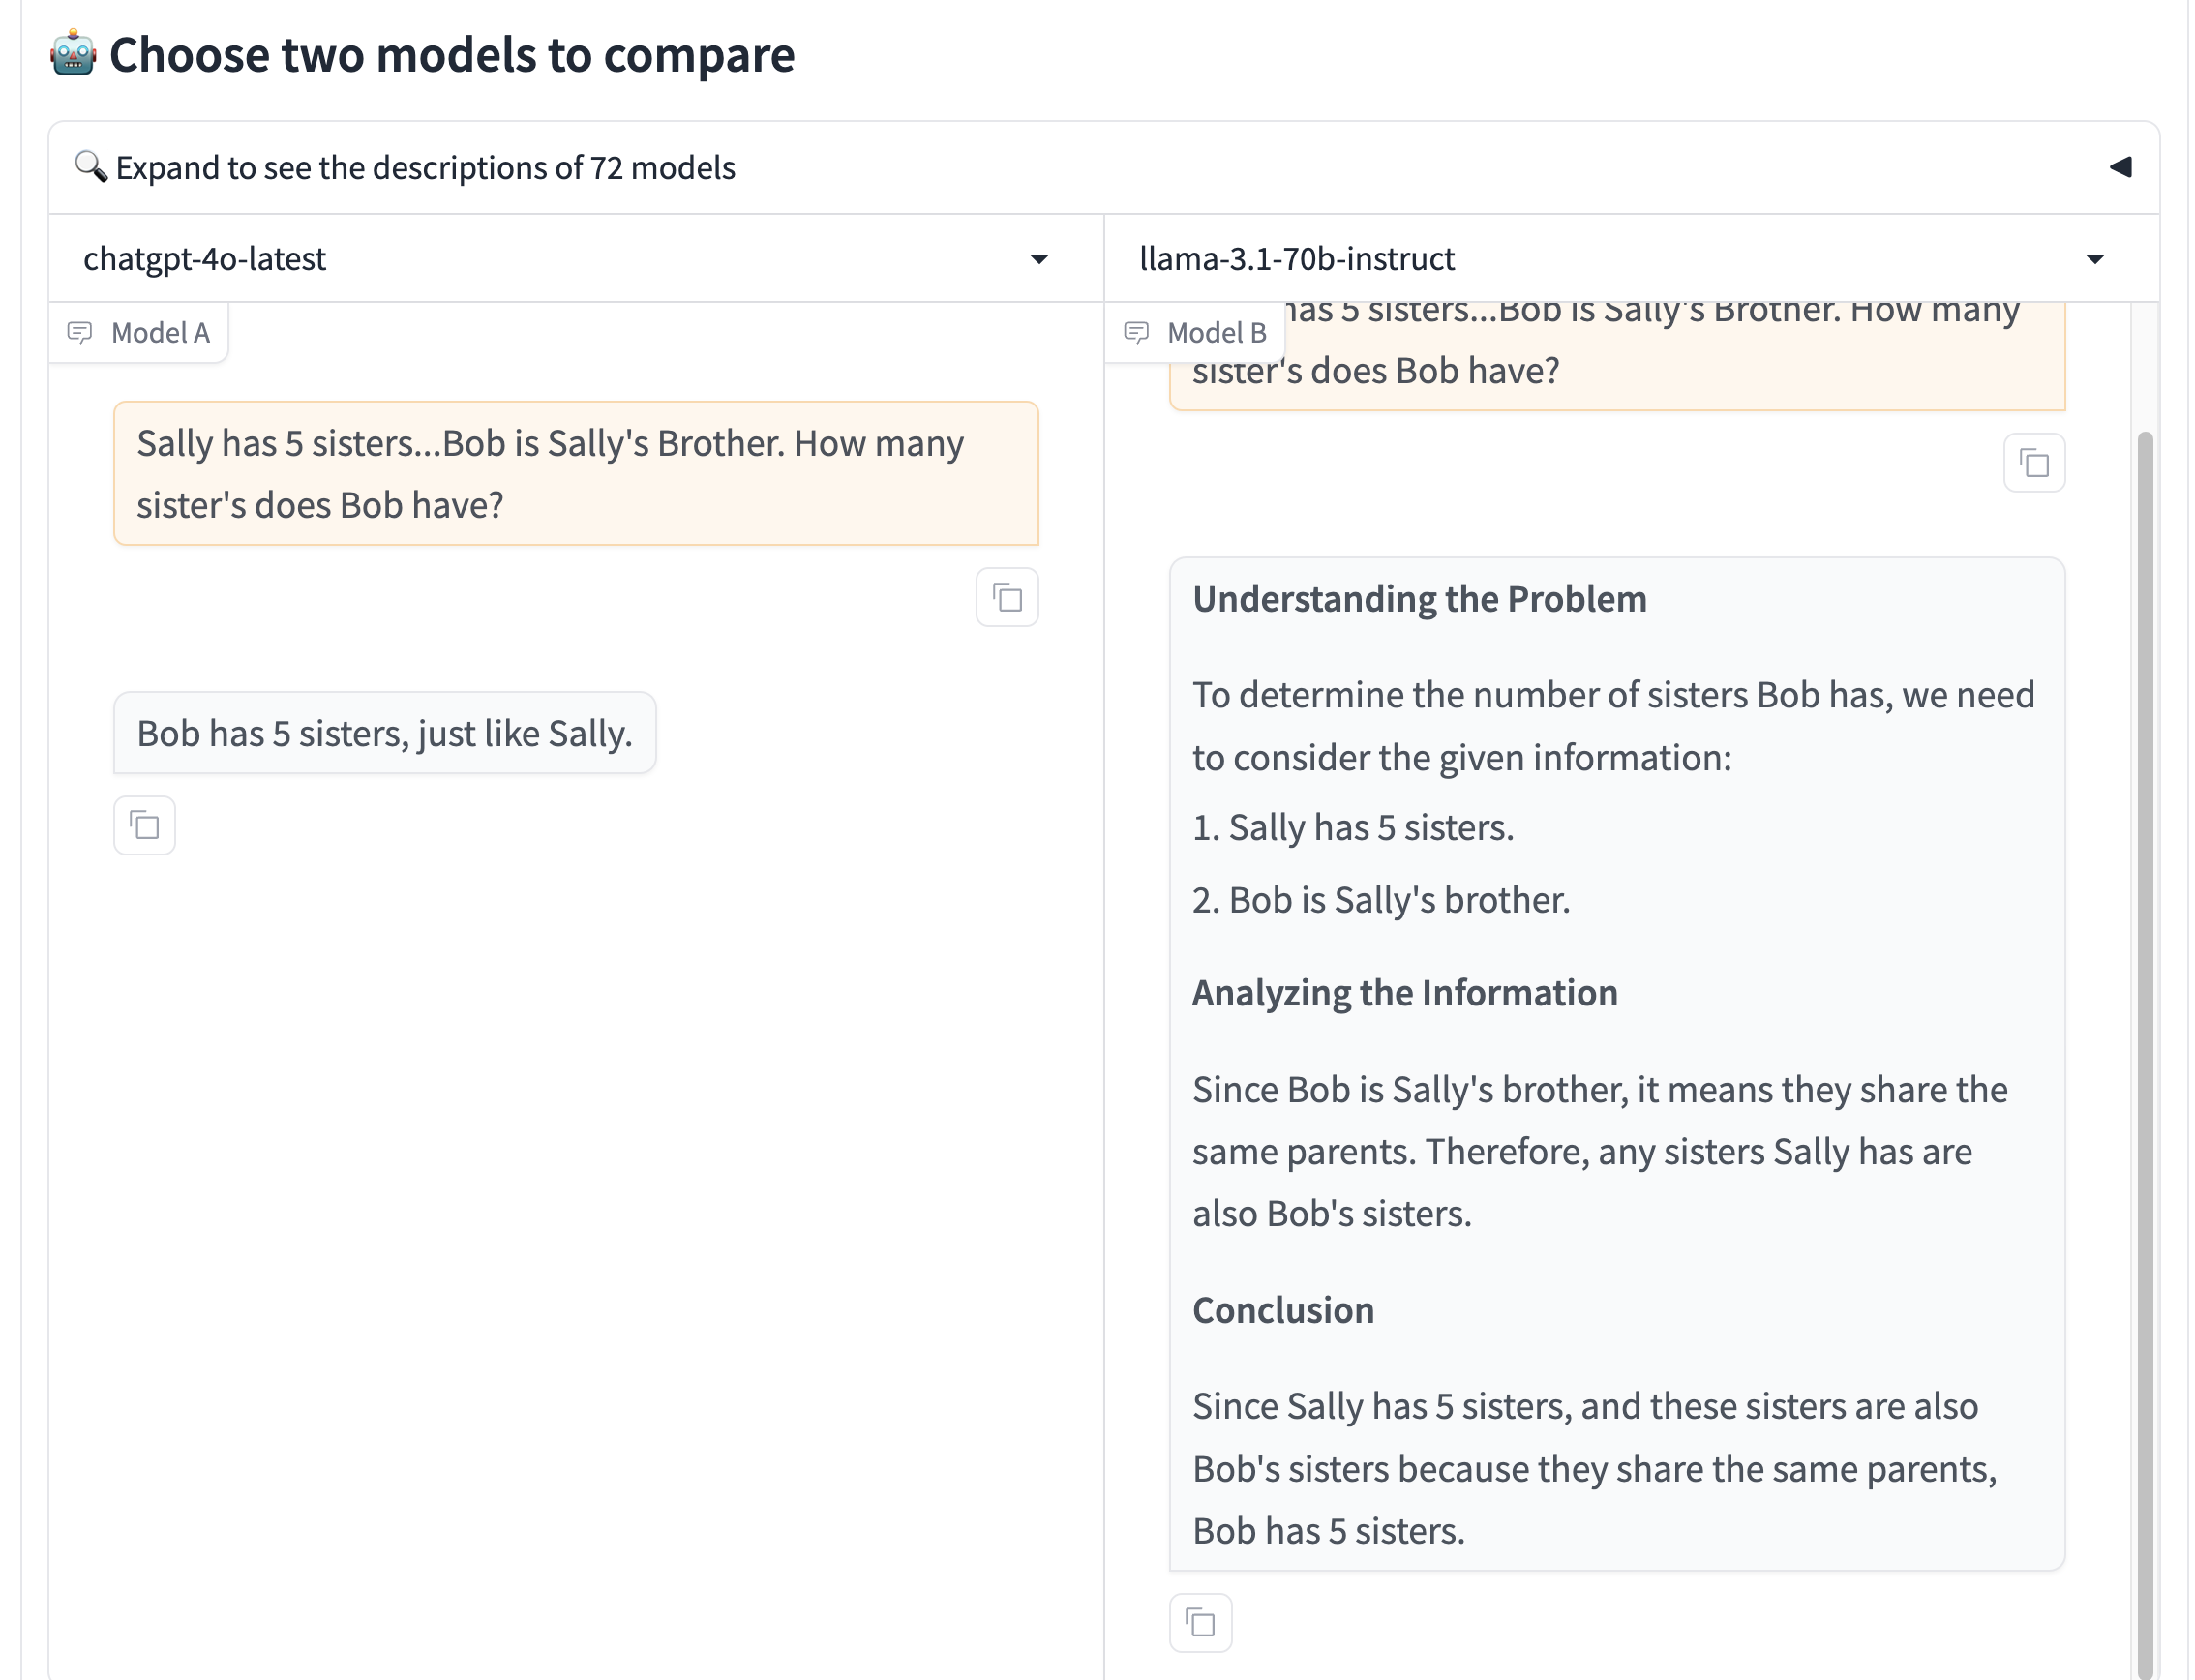 🤖 Choose two models to compare
🔍 Expand to see the descriptions of 72 models
chatgpt-4o-latest
llama-3.1-70b-instruct
Model A
Sally has 5 sisters...Bob is Sally's Brother. How many
sister's does Bob have?
Bob has 5 sisters, just like Sally.
Model B
has 5 sisters...Bob is Sally's Brother. How many
sister's does Bob have?
Understanding the Problem
To determine the number of sisters Bob has, we need
to consider the given information:
1. Sally has 5 sisters.
2. Bob is Sally's brother.
Analyzing the Information
Since Bob is Sally's brother, it means they share the
same parents. Therefore, any sisters Sally has are
also Bob's sisters.
Conclusion
Since Sally has 5 sisters, and these sisters are also
Bob's sisters because they share the same parents,
Bob has 5 sisters.